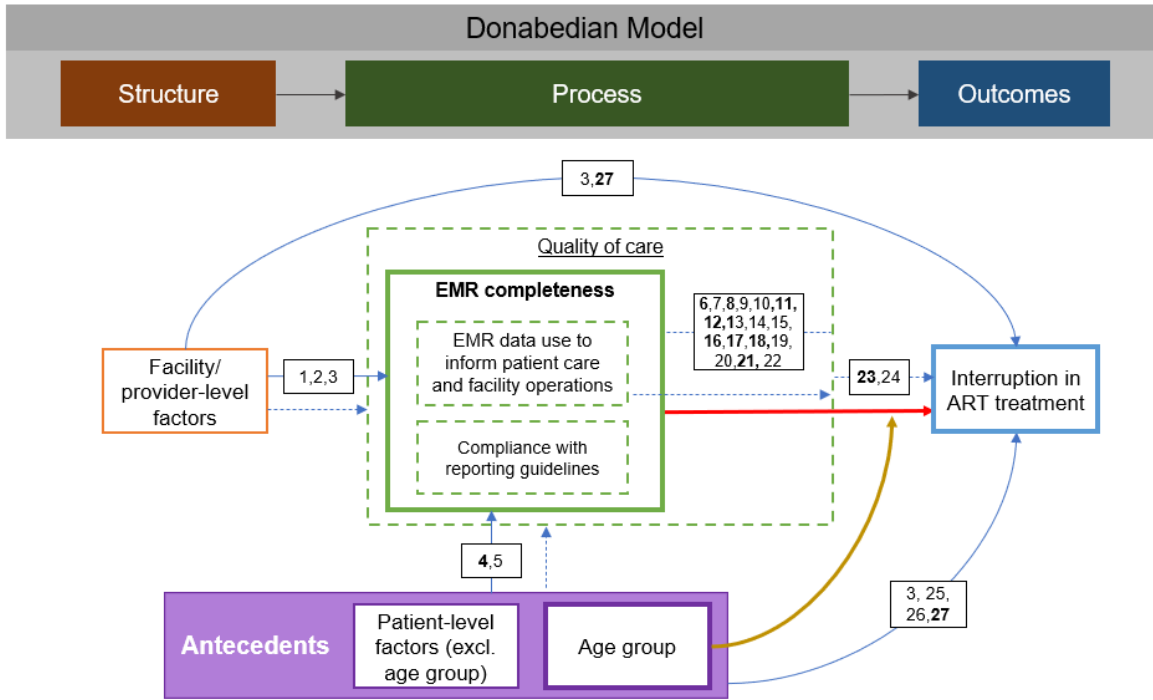 Donabedian Model
Structure
Process
Outcomes
3,27
Quality of care
EMR completeness
EMR data use to
inform patient care
and facility operations
Compliance with
reporting guidelines
6,7,8,9,10,11,
12,13,14,15,
16,17,18,19,
20,21, 22
23,24
Facility/
provider-level
factors
1,2,3
Interruption in
ART treatment
4,5
3, 25,
26,27
Antecedents
Patient-level
factors (excl.
age group)
Age group